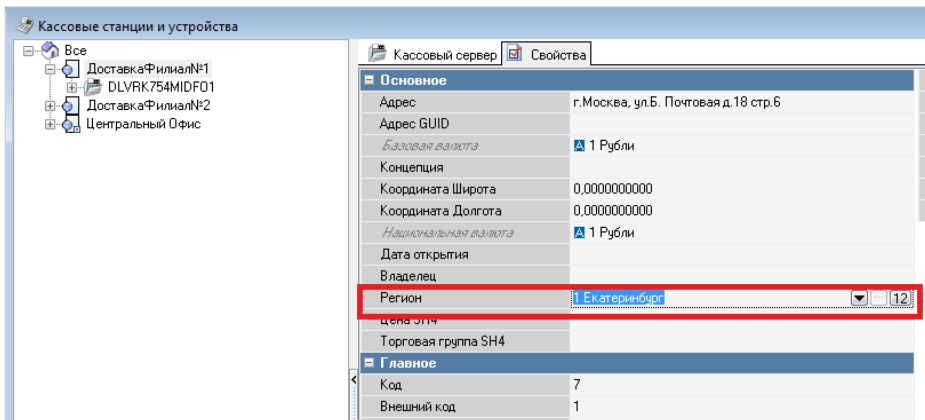 Кассовые станции и устройства
Все
ДоставкаФилиал№1
DLVRK754MIDF01
ДоставкаФилиал№2
Центральный Офис
Кассовый сервер Свойства
Основное
Адрес г.Москва, ул.Б. Почтовая д.18 стр.6
Адрес GUID
Базовая валюта 1 Рубли
Концепция
Координата Широта 0,0000000000
Координата Долгота 0,0000000000
Национальная валюта 1 Рубли
Дата открытия
Владелец
Регион 1 Екатеринбург ... 12
Цена SH4
Торговая группа SH4
Главное
Код 7
Внешний код 1